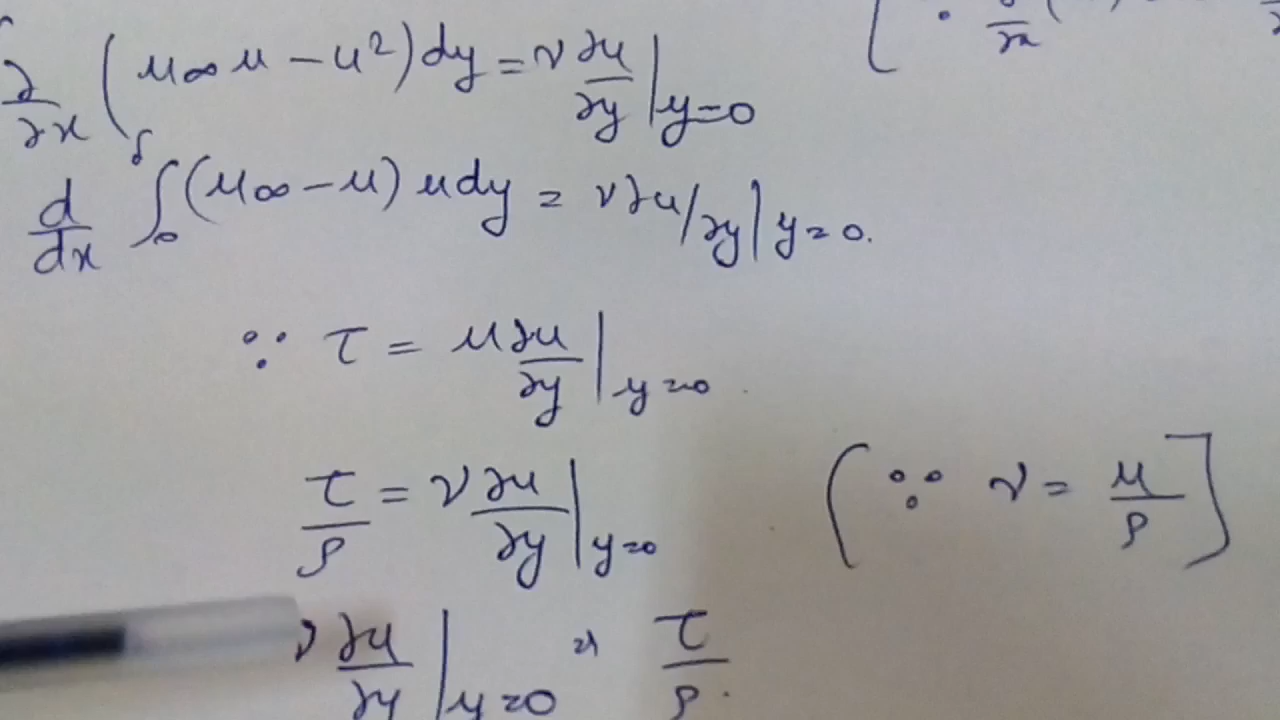 ∂/∂x ∫(u∞u - u²)dy = ν ∂u/∂y |y=0
d/dx ∫₀^δ (u∞ - u) u dy = ν ∂u/∂y | y=0.
∵ τ = μ ∂u/∂y |y=0
τ/ρ = ν ∂u/∂y |y=0 [∵ ν = μ/ρ]
ν ∂u/∂y |y=0 = τ/ρ.